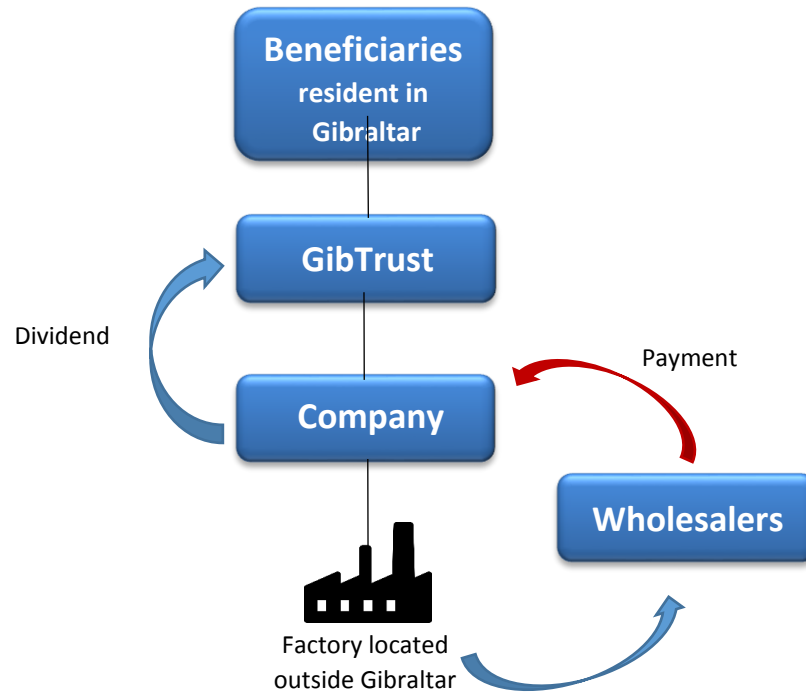 Beneficiaries
resident in
Gibraltar
GibTrust
Dividend
Payment
Company
Wholesalers
Factory located
outside Gibraltar